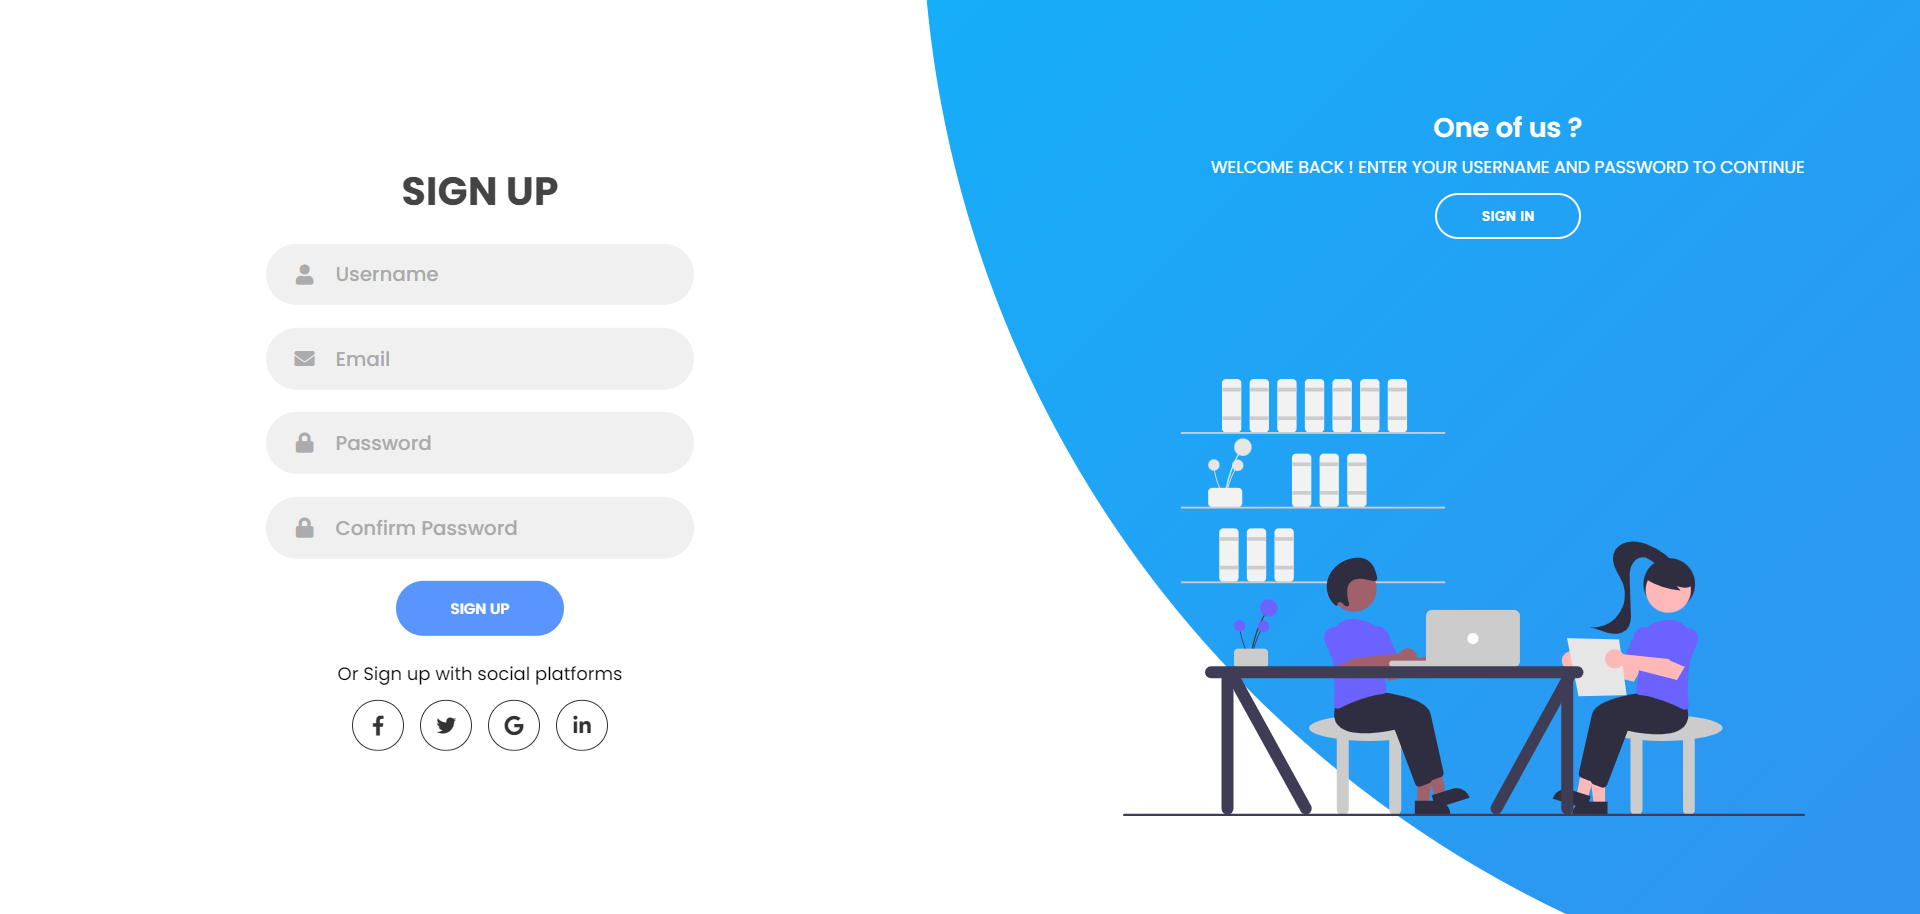 SIGN UP
Username
Email
Password
Confirm Password
SIGN UP
Or Sign up with social platforms
One of us ?
WELCOME BACK ! ENTER YOUR USERNAME AND PASSWORD TO CONTINUE
SIGN IN